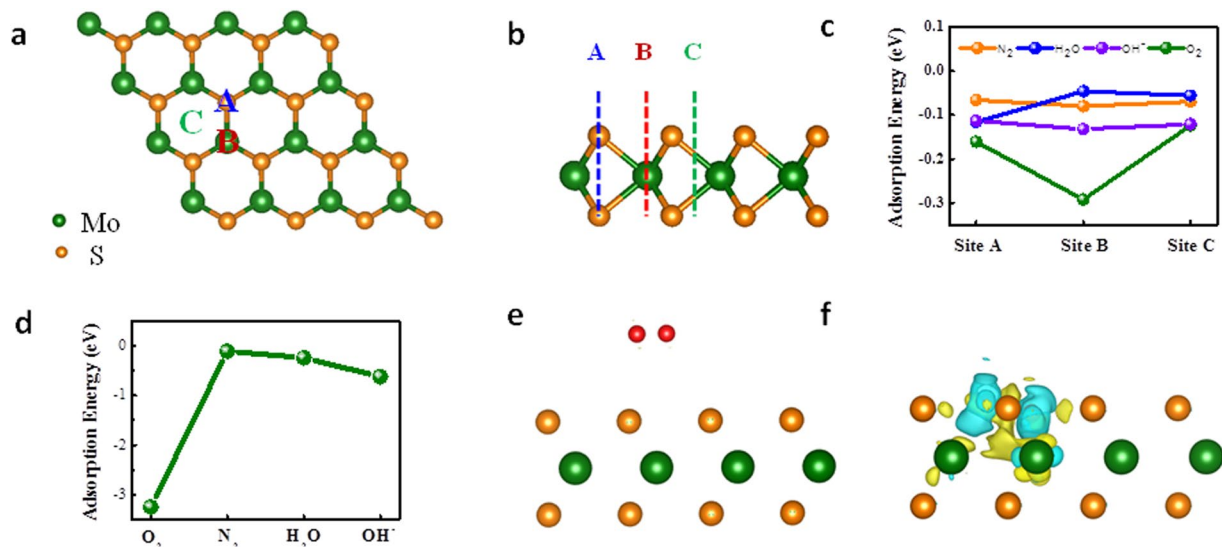 a
A
C
B
Mo
S
b
A B C
c
Adsorption Energy (eV)
-0.1
0.0
-0.1
-0.2
-0.3
N₂ H₂O OH⁻ O₂
Site A Site B Site C
d
Adsorption Energy (eV)
0
-1
-2
-3
O₂ N₂ H₂O OH⁻
e
f